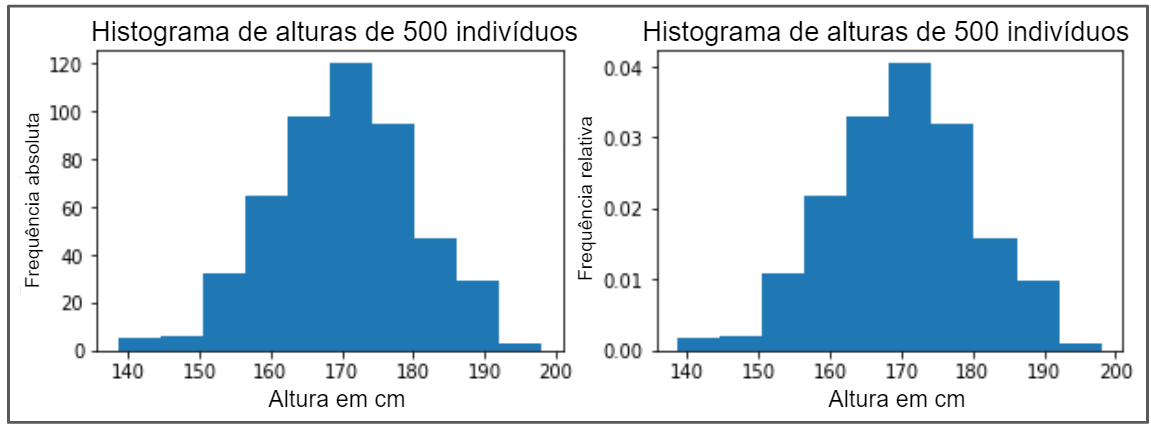 Histograma de alturas de 500 indivíduos
Frequência absoluta
120
100
80
60
40
20
0
140 150 160 170 180 190 200
Altura em cm
Histograma de alturas de 500 indivíduos
Frequência relativa
0.04
0.03
0.02
0.01
0.00
140 150 160 170 180 190 200
Altura em cm